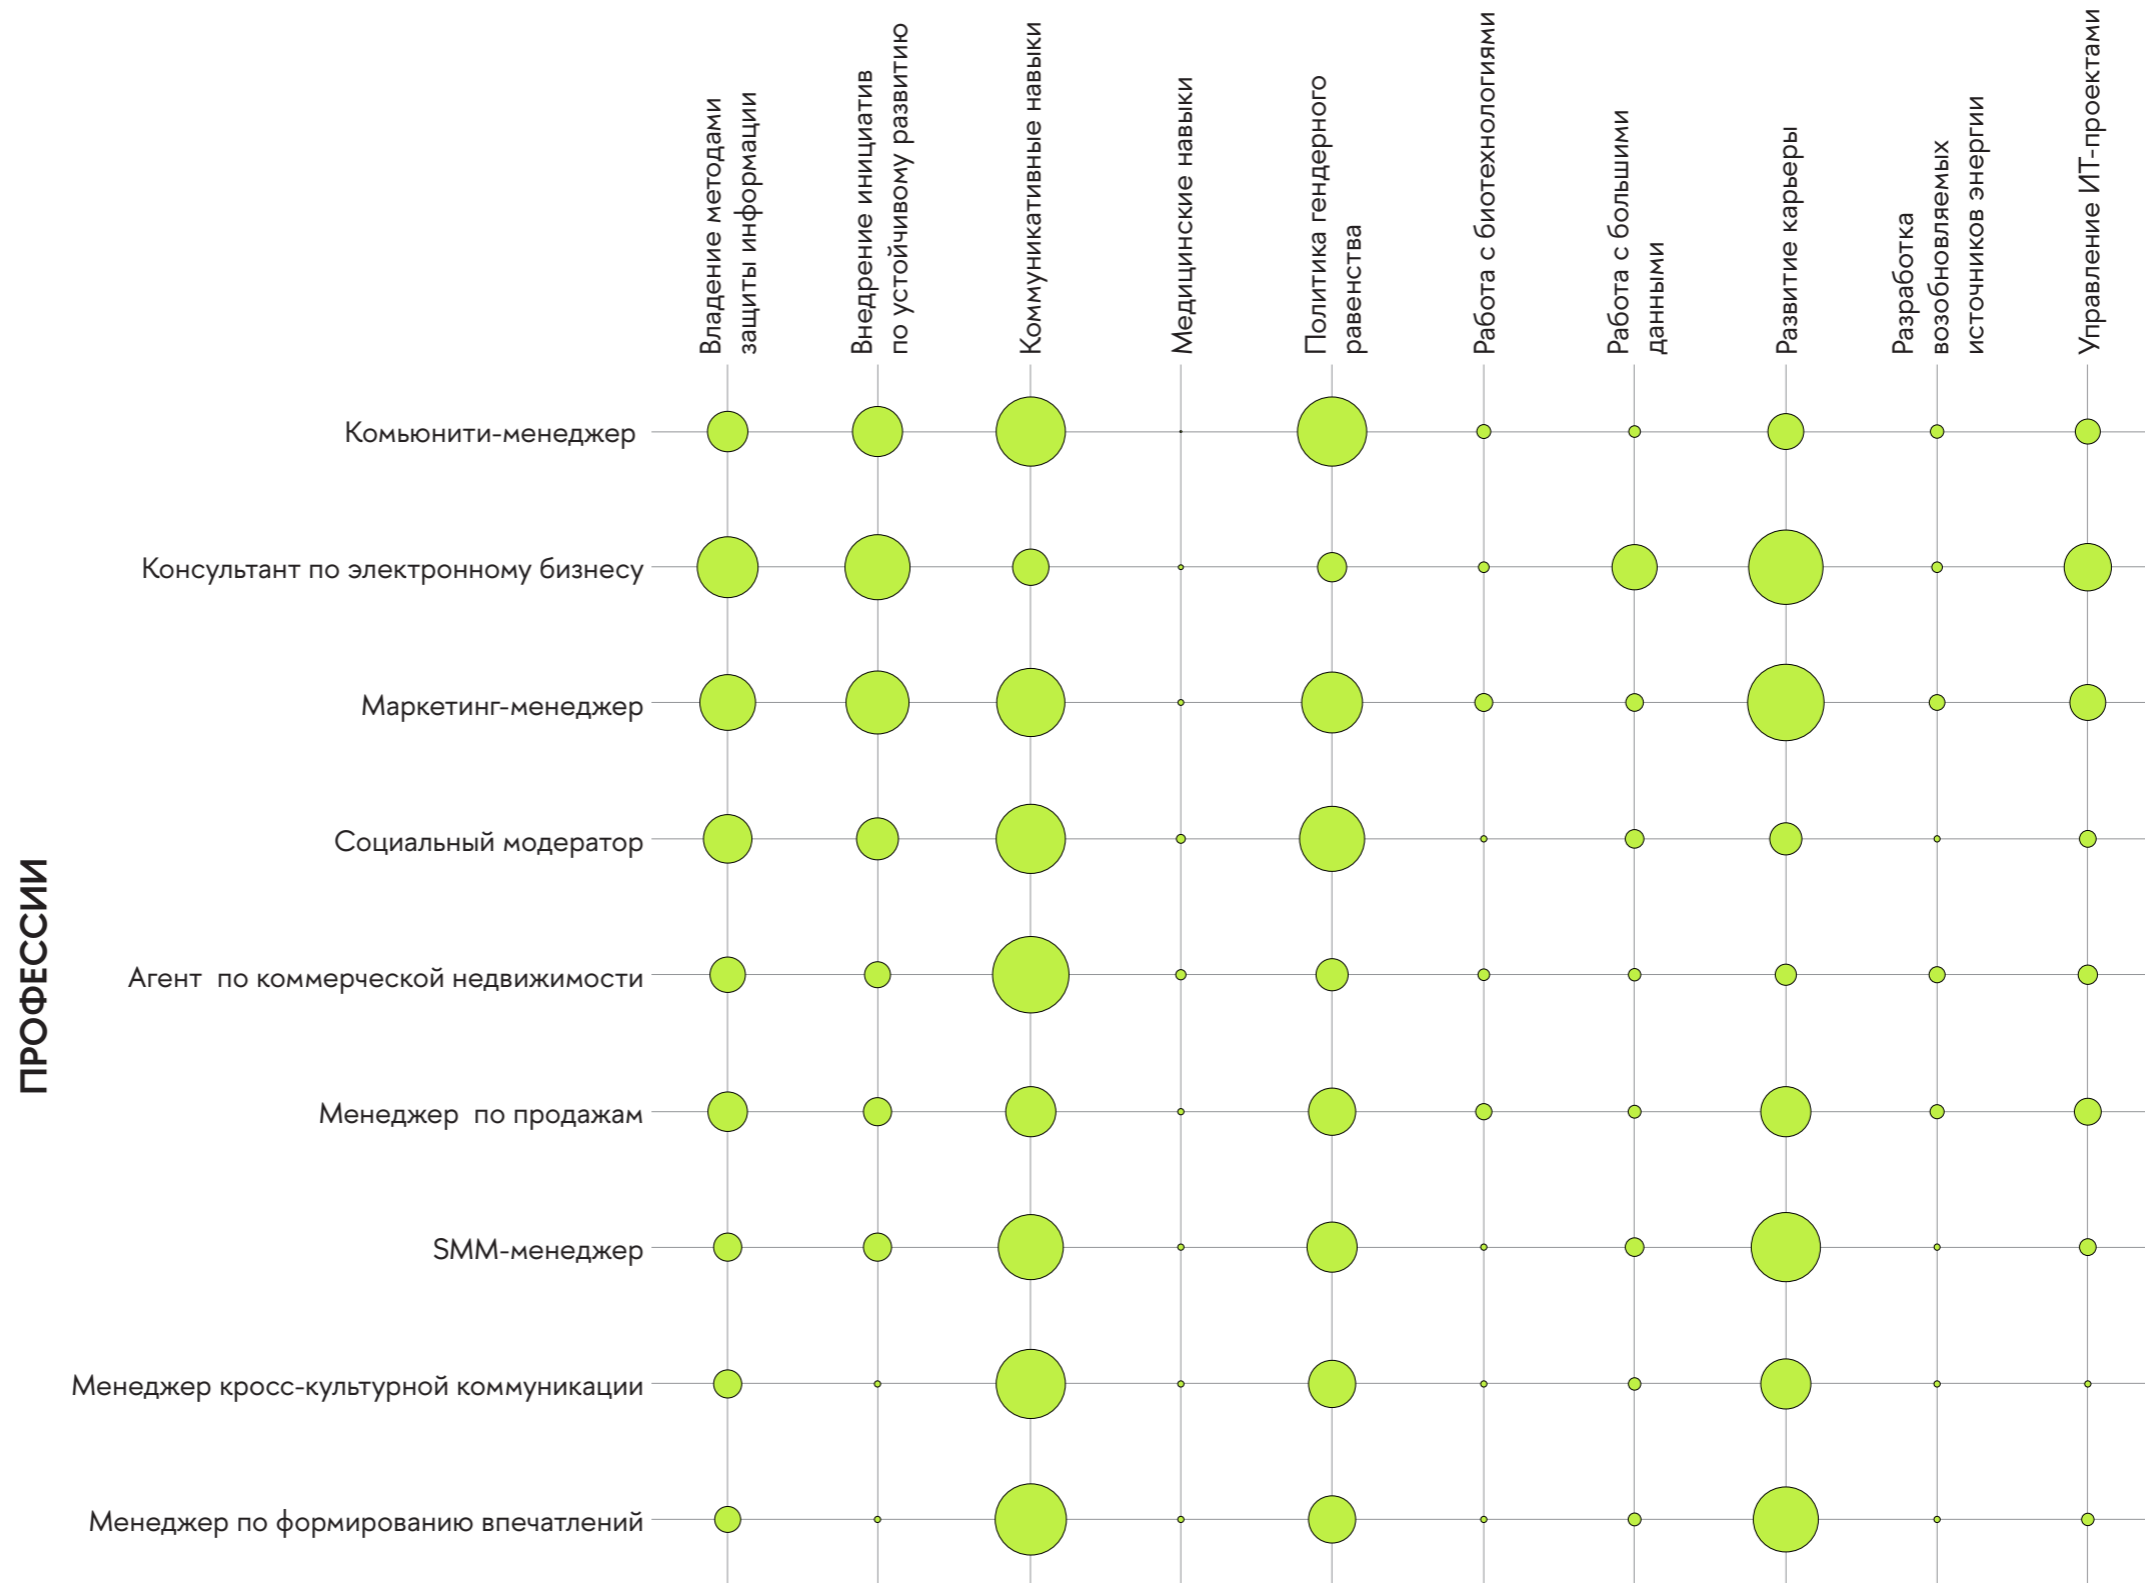 Владение методами
защиты информации
Внедрение инициатив
по устойчивому развитию
Коммуникативные навыки
Медицинские навыки
Политика гендерного
равенства
Работа с биотехнологиями
Работа с большими
данными
Развитие карьеры
Разработка
возобновляемых
источников энергии
Управление ИТ-проектами
ПРОФЕССИИ
Комьюнити-менеджер
Консультант по электронному бизнесу
Маркетинг-менеджер
Социальный модератор
Агент по коммерческой недвижимости
Менеджер по продажам
SMM-менеджер
Менеджер кросс-культурной коммуникации
Менеджер по формированию впечатлений